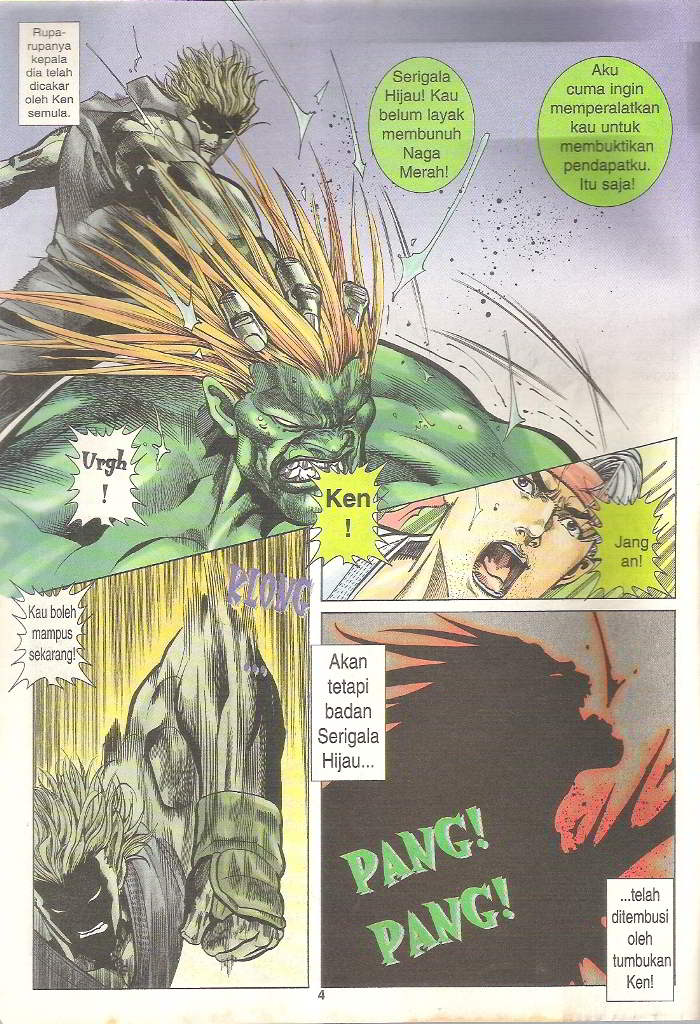 Rupa-
rupanya
kepala
dia telah
dicakar
oleh Ken
semula.
Serigala
Hijau! Kau
belum layak
membunuh
Naga
Merah!
Aku
cuma ingin
memperalatkan
kau untuk
membuktikan
pendapatku.
Itu saja!
Urgh
!
Ken
!
Jang
an!
Kau boleh
mampus
sekarang!
KLONG
...
Akan
tetapi
badan
Serigala
Hijau...
PANG!
PANG!
...telah
ditembusi
oleh
tumbukan
Ken!
4